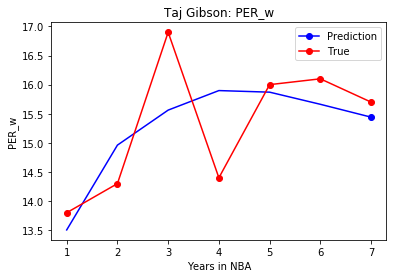 Taj Gibson: PER_w
Prediction
True
PER_w
17.0
16.5
16.0
15.5
15.0
14.5
14.0
13.5
1 2 3 4 5 6 7
Years in NBA